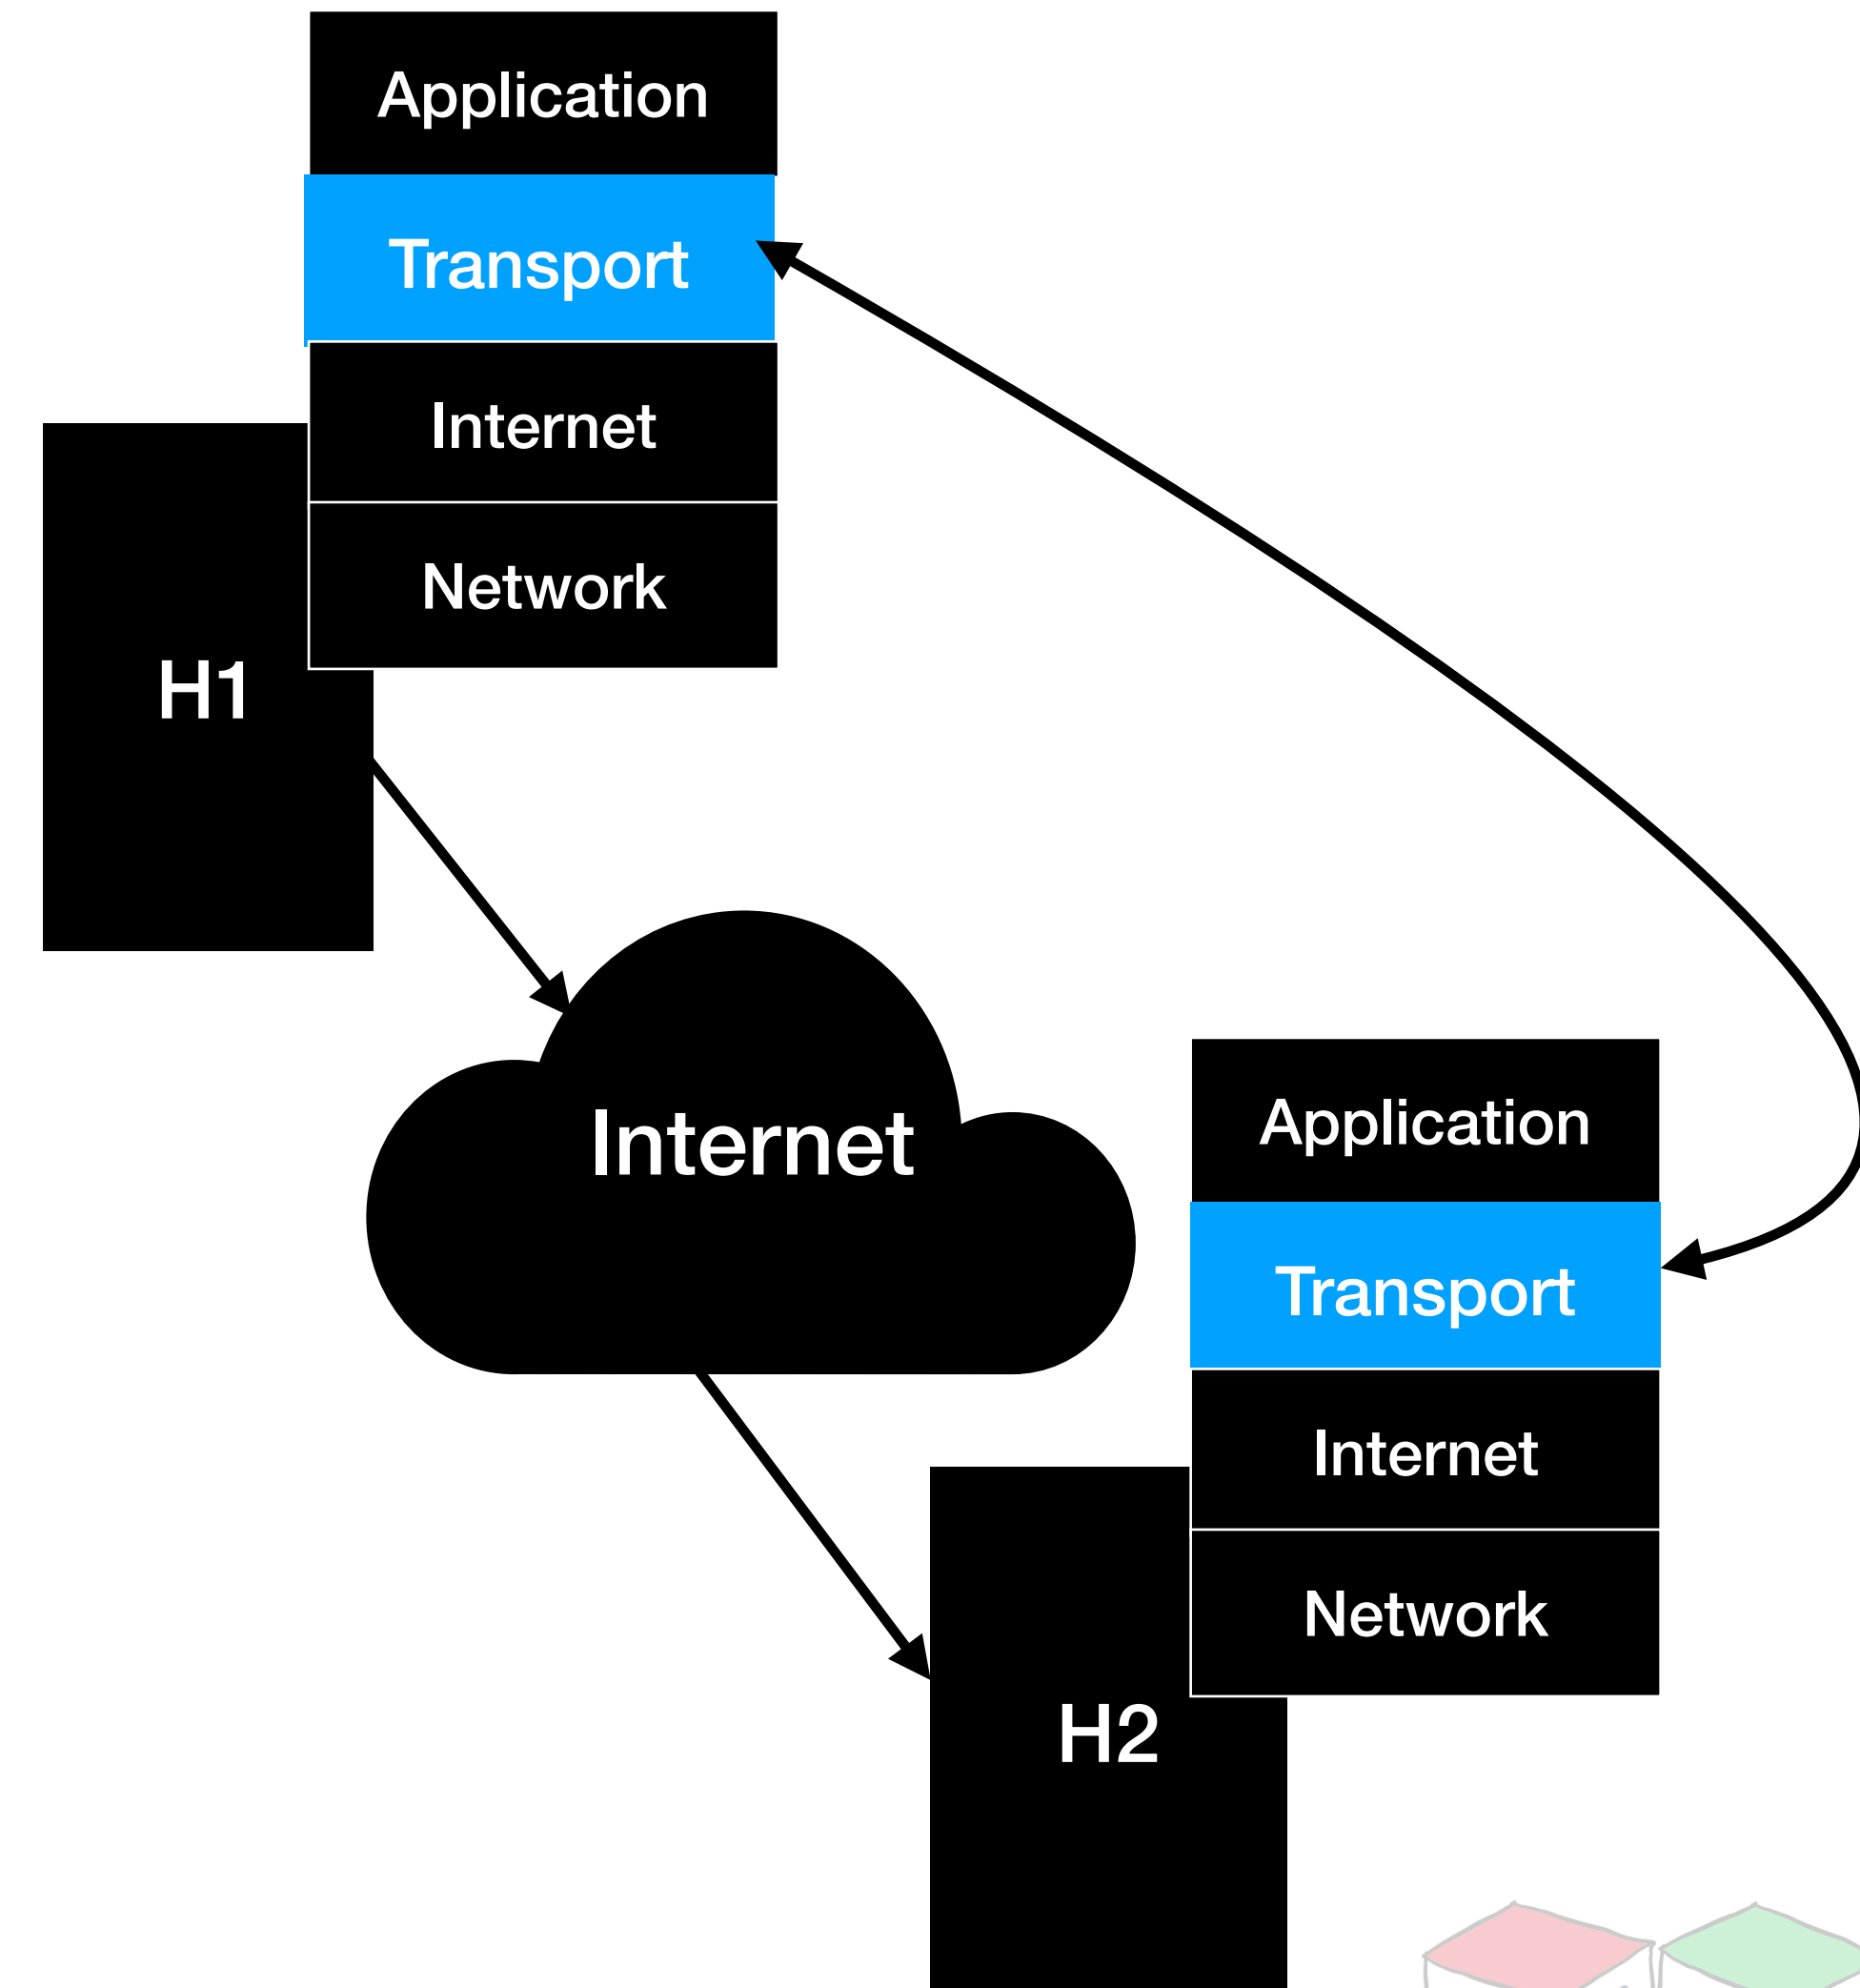 Application
Transport
Internet
Network
H1
Internet
Application
Transport
Internet
Network
H2